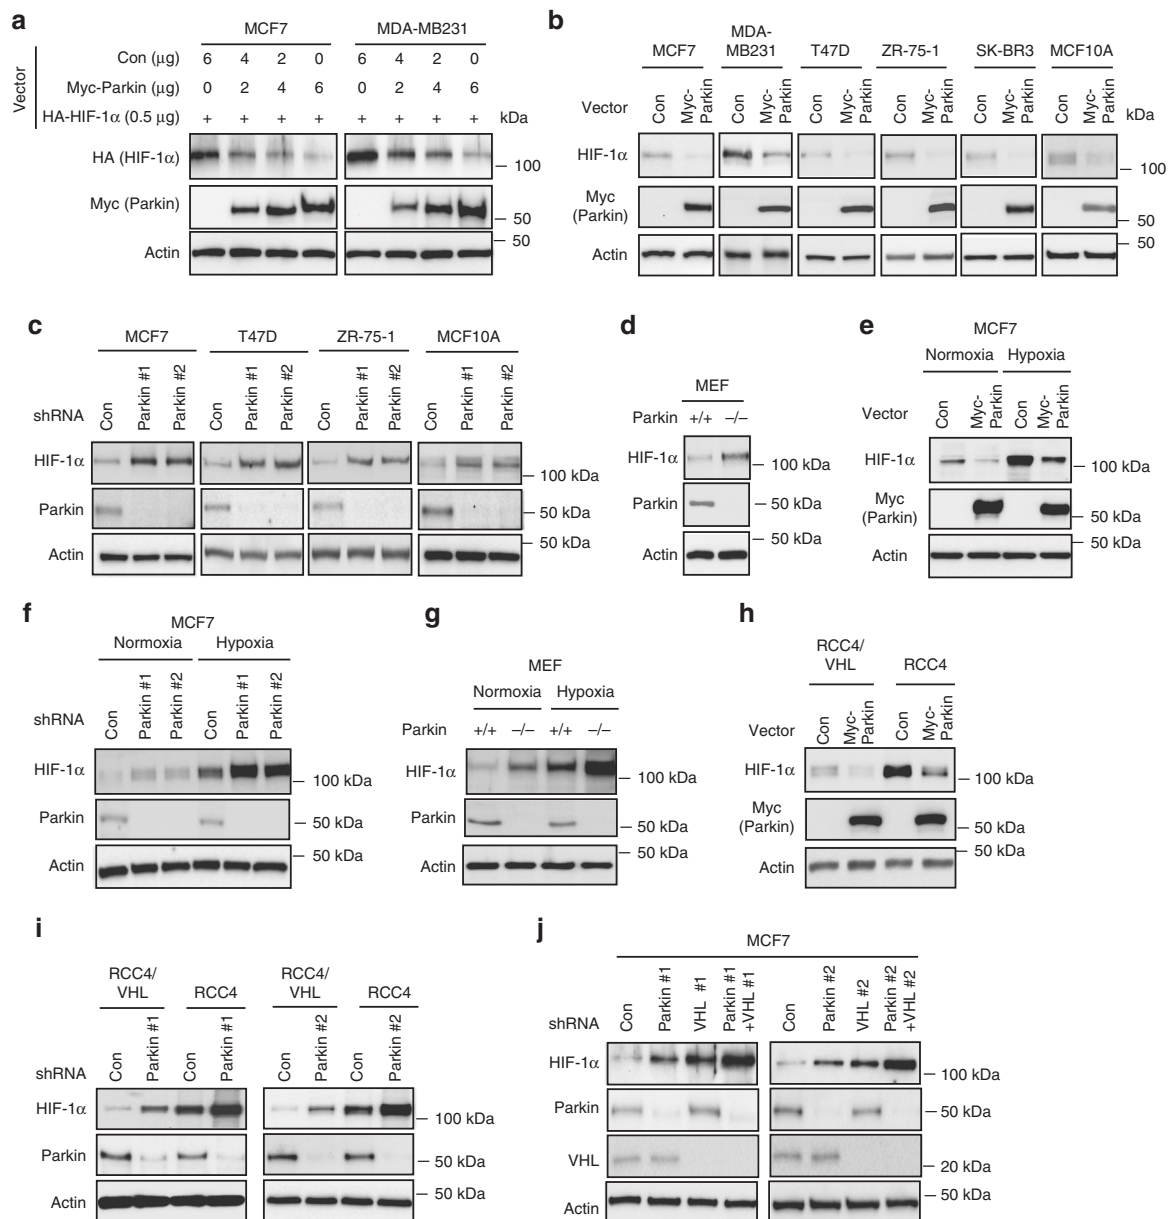 a
MCF7 MDA-MB231
Vector
Con (μg) 6 4 2 0 6 4 2 0
Myc-Parkin (μg) 0 2 4 6 0 2 4 6
HA-HIF-1α (0.5 μg) + + + + + + + + kDa
HA (HIF-1α) 100
Myc (Parkin) 50
Actin 50
b
MCF7 MDA-MB231 T47D ZR-75-1 SK-BR3 MCF10A
Vector Con Myc-Parkin Con Myc-Parkin Con Myc-Parkin Con Myc-Parkin Con Myc-Parkin Con Myc-Parkin kDa
HIF-1α 100
Myc (Parkin) 50
Actin 50
c
MCF7 T47D ZR-75-1 MCF10A
shRNA Con Parkin #1 Parkin #2 Con Parkin #1 Parkin #2 Con Parkin #1 Parkin #2 Con Parkin #1 Parkin #2
HIF-1α 100 kDa
Parkin 50 kDa
Actin 50 kDa
d
MEF
Parkin +/+ –/–
HIF-1α 100 kDa
Parkin 50 kDa
Actin 50 kDa
e
MCF7
Normoxia Hypoxia
Vector Con Myc-Parkin Con Myc-Parkin
HIF-1α 100 kDa
Myc (Parkin) 50 kDa
Actin 50 kDa
f
MCF7
Normoxia Hypoxia
shRNA Con Parkin #1 Parkin #2 Con Parkin #1 Parkin #2
HIF-1α 100 kDa
Parkin 50 kDa
Actin 50 kDa
g
MEF
Normoxia Hypoxia
Parkin +/+ –/– +/+ –/–
HIF-1α 100 kDa
Parkin 50 kDa
Actin 50 kDa
h
RCC4/VHL RCC4
Vector Con Myc-Parkin Con Myc-Parkin
HIF-1α 100 kDa
Myc (Parkin) 50 kDa
Actin 50 kDa
i
RCC4/VHL RCC4 RCC4/VHL RCC4
shRNA Con Parkin #1 Con Parkin #1 Con Parkin #2 Con Parkin #2
HIF-1α 100 kDa
Parkin 50 kDa
Actin 50 kDa
j
MCF7
shRNA Con Parkin #1 VHL #1 Parkin #1 +VHL #1 Con Parkin #2 VHL #2 Parkin #2 +VHL #2
HIF-1α 100 kDa
Parkin 50 kDa
VHL 20 kDa
Actin 50 kDa